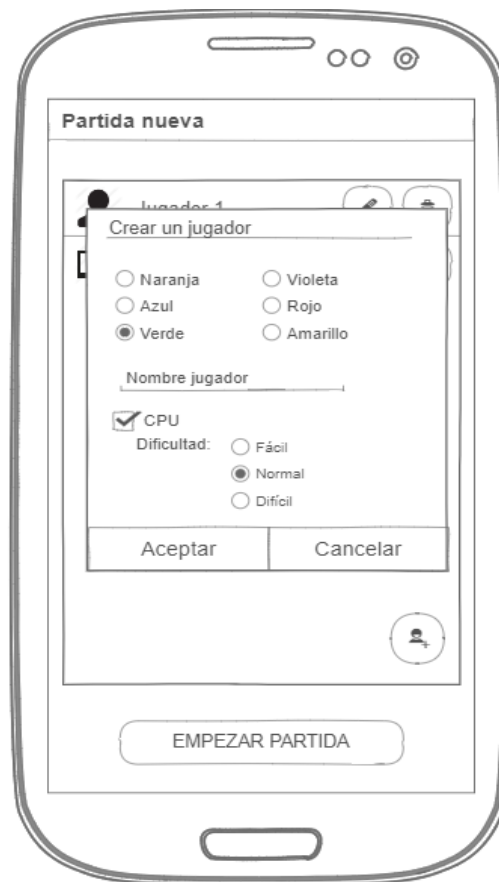 Partida nueva
Jugador 1
Crear un jugador
Naranja Violeta
Azul Rojo
Verde Amarillo
Nombre jugador
CPU
Dificultad: Fácil
Normal
Difícil
Aceptar Cancelar
EMPEZAR PARTIDA